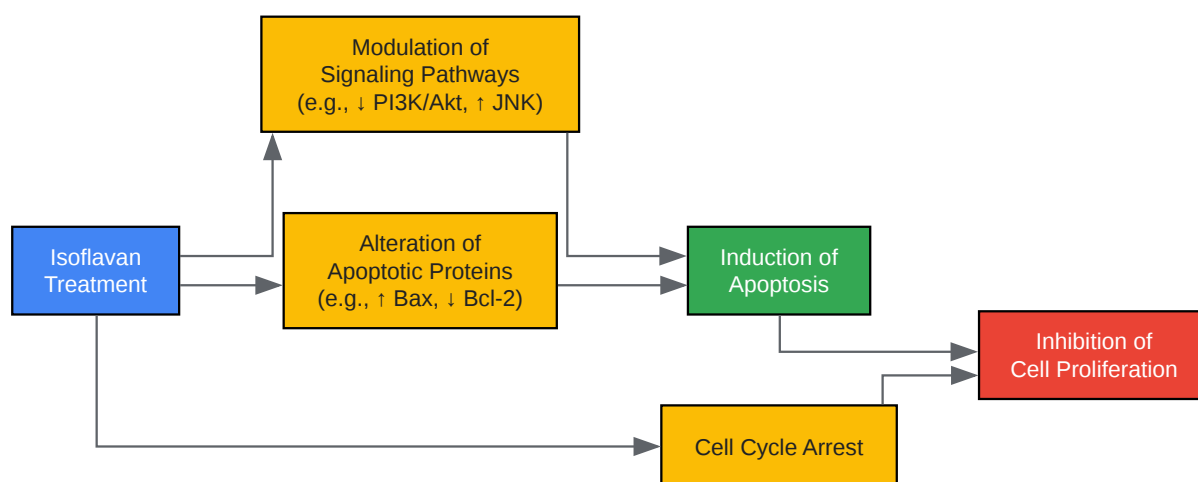 Modulation of
Signaling Pathways
(e.g., ↓ PI3K/Akt, ↑ JNK)
Isoflavan
Treatment
Alteration of
Apoptotic Proteins
(e.g., ↑ Bax, ↓ Bcl-2)
Induction of
Apoptosis
Inhibition of
Cell Proliferation
Cell Cycle Arrest